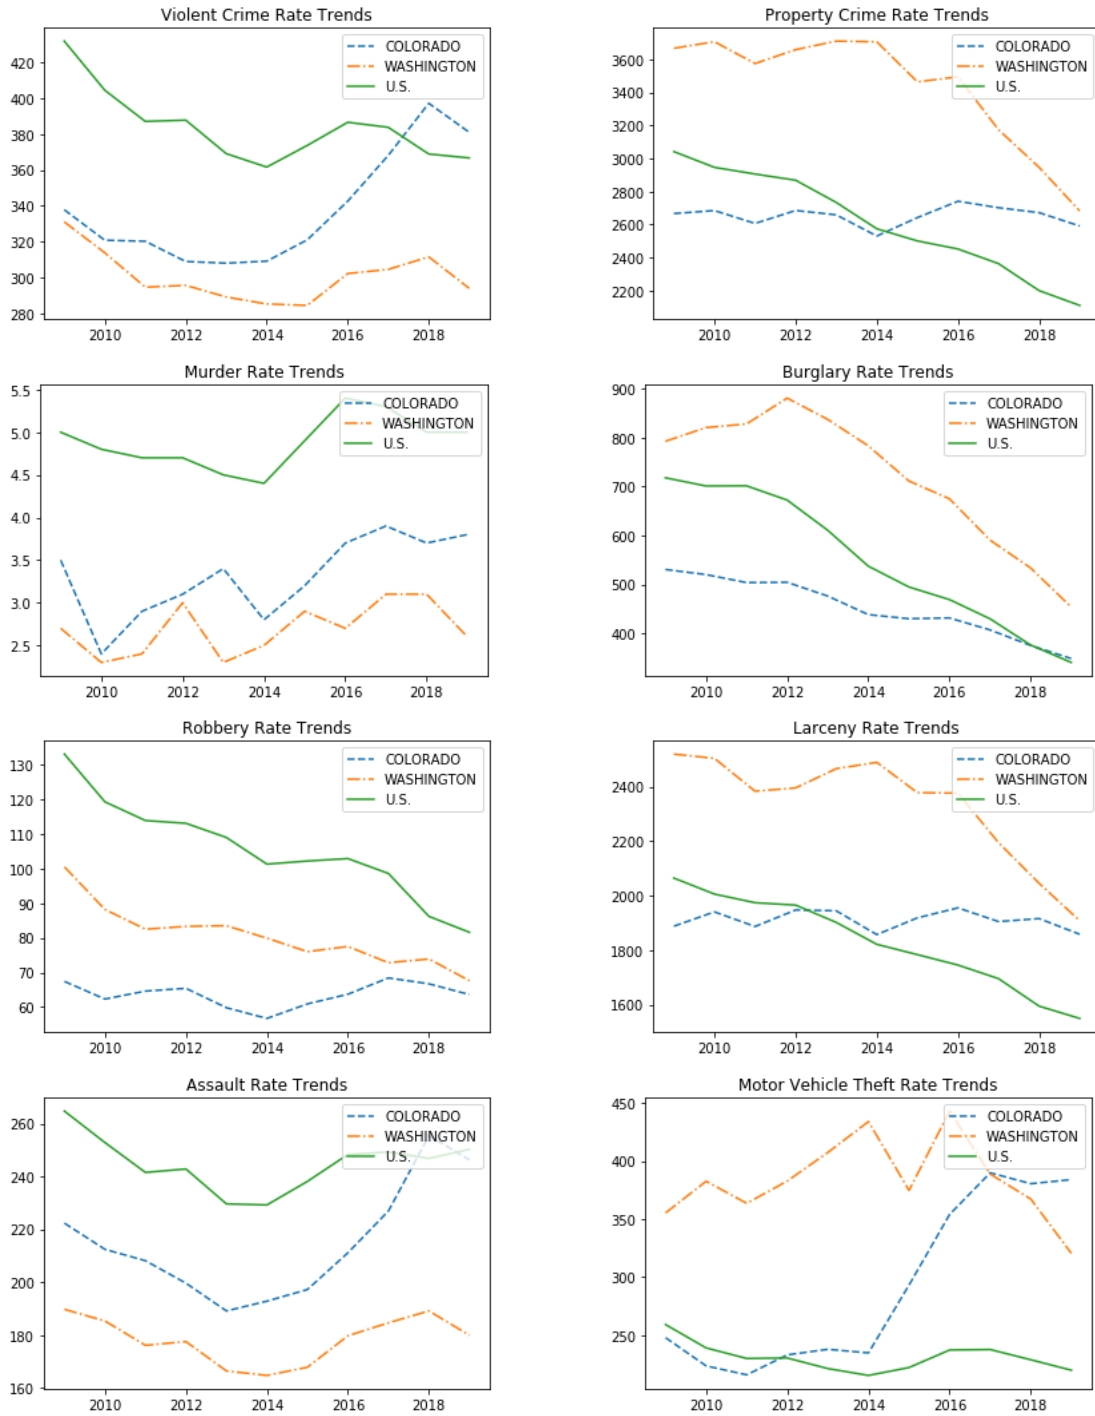 Violent Crime Rate Trends
420
400
380
360
340
320
300
280
2010 2012 2014 2016 2018
COLORADO
WASHINGTON
U.S.
Property Crime Rate Trends
3600
3400
3200
3000
2800
2600
2400
2200
2010 2012 2014 2016 2018
COLORADO
WASHINGTON
U.S.
Murder Rate Trends
5.5
5.0
4.5
4.0
3.5
3.0
2.5
2010 2012 2014 2016 2018
COLORADO
WASHINGTON
U.S.
Burglary Rate Trends
900
800
700
600
500
400
2010 2012 2014 2016 2018
COLORADO
WASHINGTON
U.S.
Robbery Rate Trends
130
120
110
100
90
80
70
60
2010 2012 2014 2016 2018
COLORADO
WASHINGTON
U.S.
Larceny Rate Trends
2400
2200
2000
1800
1600
2010 2012 2014 2016 2018
COLORADO
WASHINGTON
U.S.
Assault Rate Trends
260
240
220
200
180
160
2010 2012 2014 2016 2018
COLORADO
WASHINGTON
U.S.
Motor Vehicle Theft Rate Trends
450
400
350
300
250
2010 2012 2014 2016 2018
COLORADO
WASHINGTON
U.S.